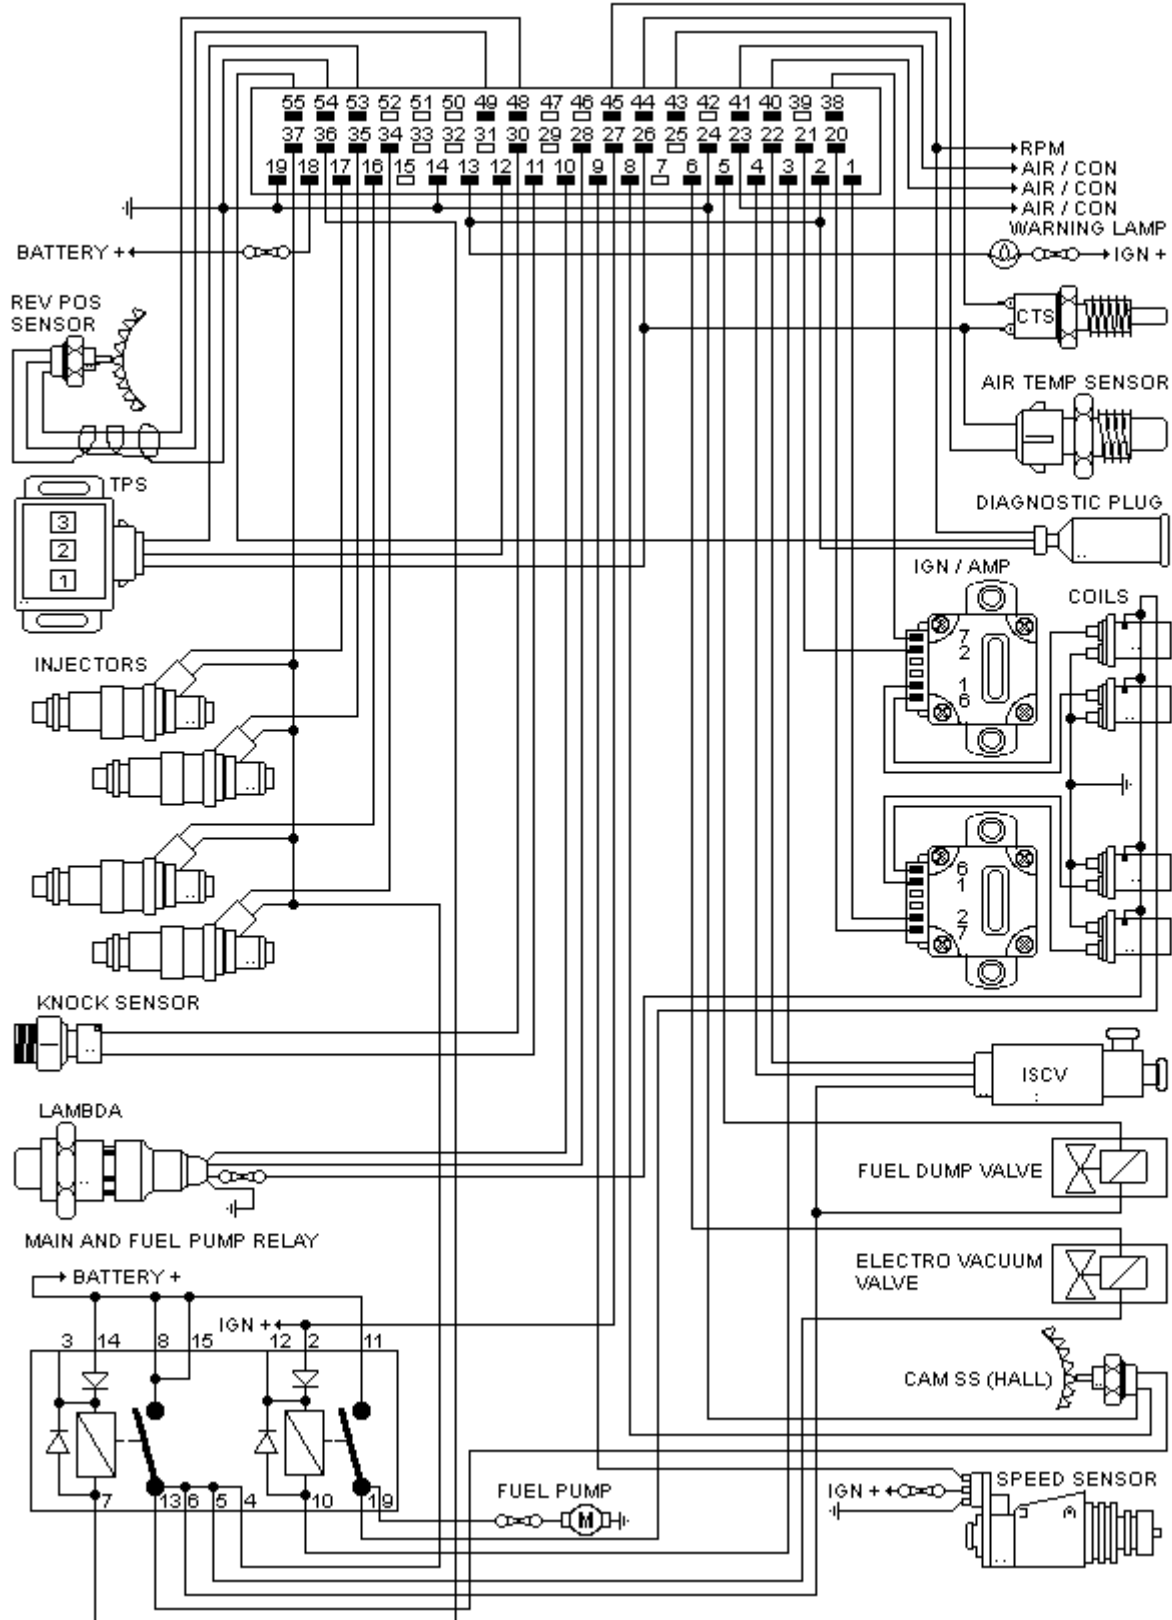 55 54 53 52 51 50 49 48 47 46 45 44 43 42 41 40 39 38
37 36 35 34 33 32 31 30 29 28 27 26 25 24 23 22 21 20
19 18 17 16 15 14 13 12 11 10 9 8 7 6 5 4 3 2 1
RPM
AIR / CON
AIR / CON
AIR / CON
BATTERY +
WARNING LAMP
IGN +
REV POS
SENSOR
CTS
AIR TEMP SENSOR
TPS
3
2
1
DIAGNOSTIC PLUG
IGN / AMP
COILS
7
2
1
6
INJECTORS
6
1
2
7
KNOCK SENSOR
ISCV
LAMBDA
FUEL DUMP VALVE
MAIN AND FUEL PUMP RELAY
BATTERY +
ELECTRO VACUUM
VALVE
IGN +
3 14 8 15 12 2 11
CAM SS (HALL)
7 13 6 5 4 10 19
FUEL PUMP
M
IGN +
SPEED SENSOR